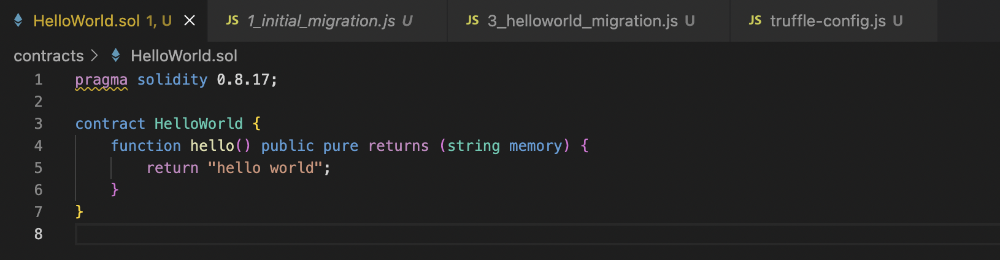 HelloWorld.sol 1, U JS 1_initial_migration.js U JS 3_helloworld_migration.js U JS truffle-config.js U
contracts > HelloWorld.sol
1 pragma solidity 0.8.17;
2
3 contract HelloWorld {
4 function hello() public pure returns (string memory) {
5 return "hello world";
6 }
7 }
8